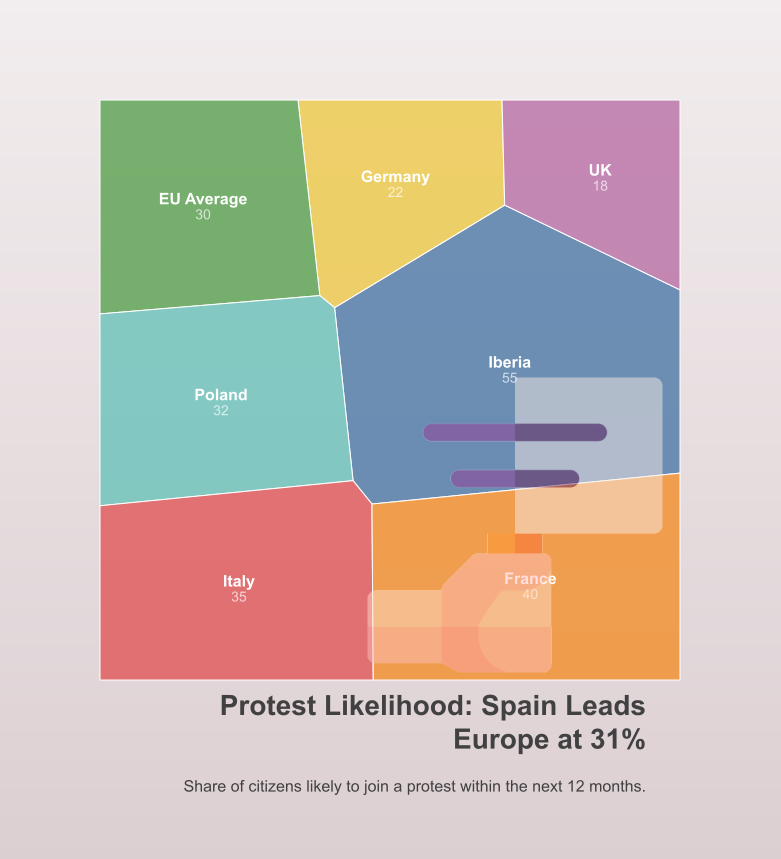 EU Average
30
Germany
22
UK
18
Iberia
55
Poland
32
Italy
35
France
40
Protest Likelihood: Spain Leads
Europe at 31%
Share of citizens likely to join a protest within the next 12 months.